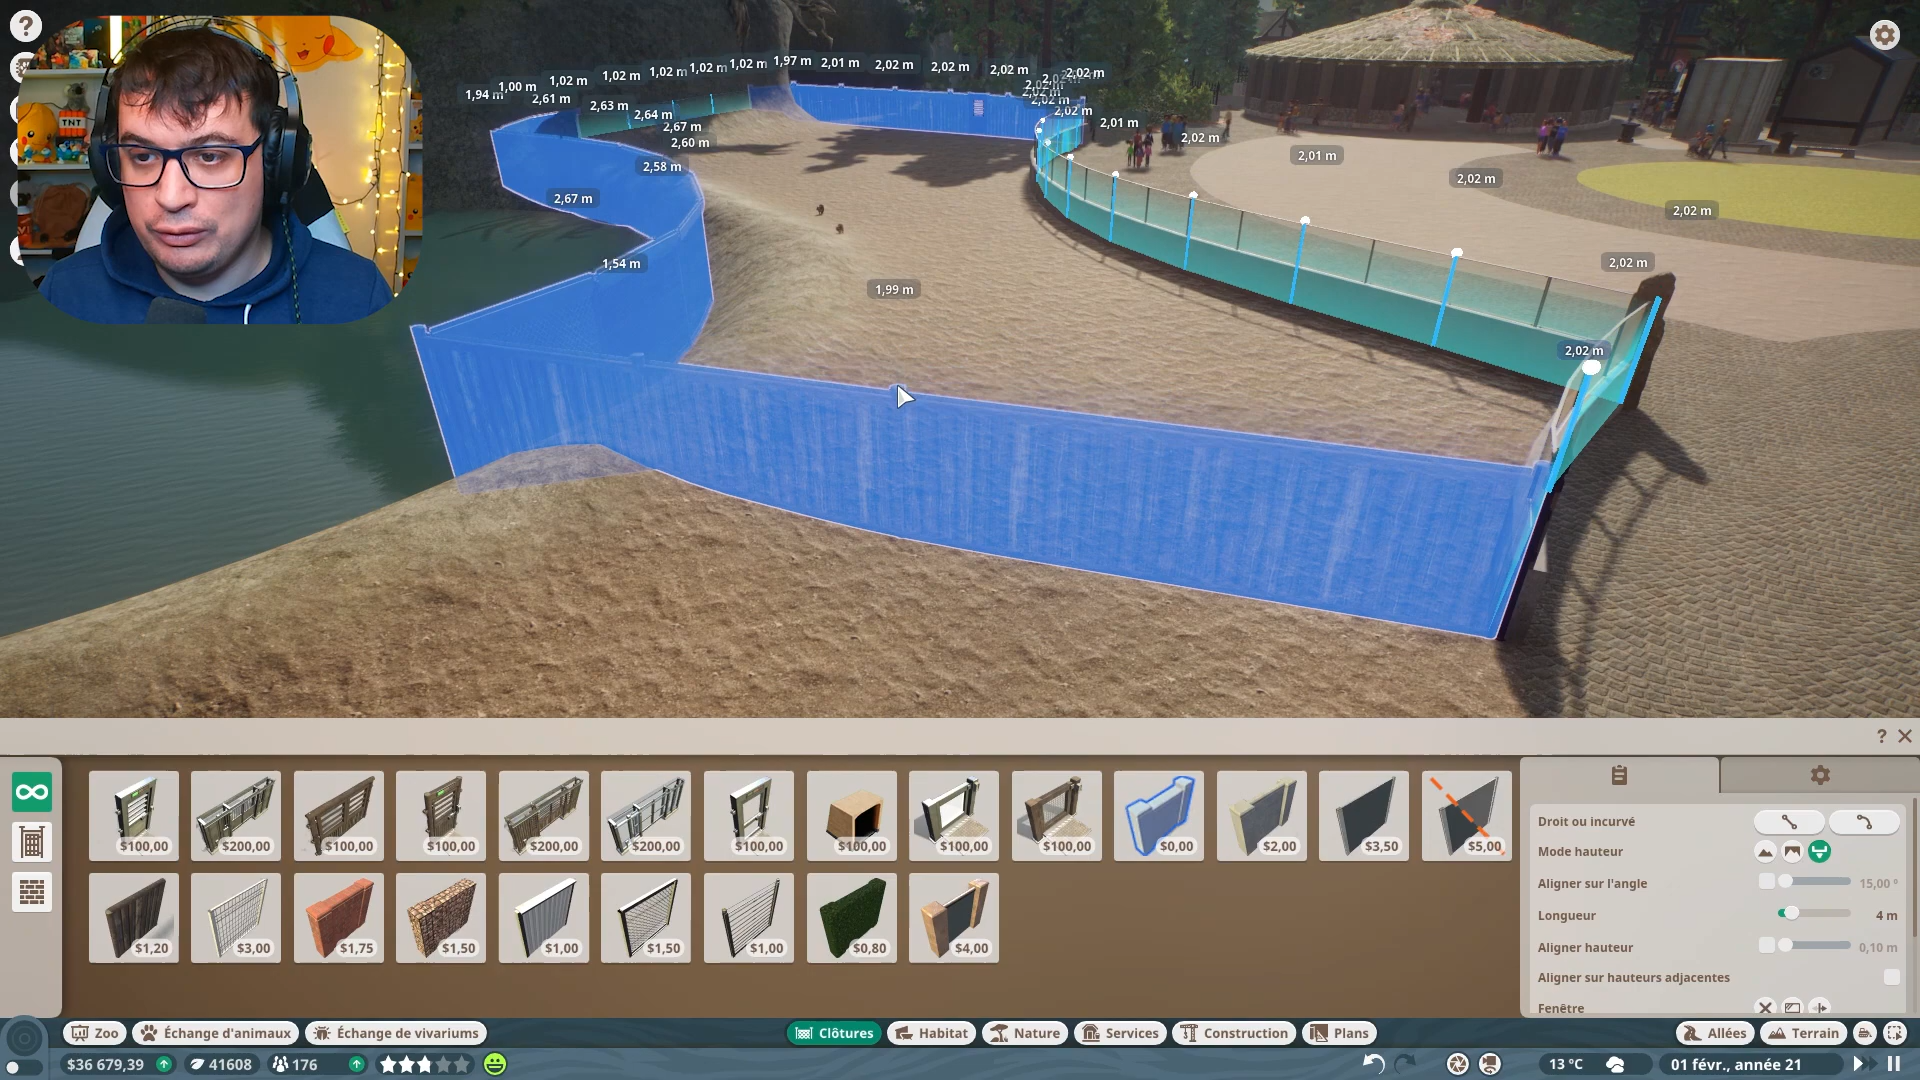 ?
TNT
1,94 m
1,00 m
1,02 m
1,02 m
1,02 m
1,02 m
1,02 m
1,97 m
2,01 m
2,02 m
2,02 m
2,02 m
2,02 m
2,61 m
2,63 m
2,64 m
2,67 m
2,60 m
2,58 m
2,67 m
1,54 m
1,99 m
2,02 m
2,02 m
2,01 m
2,02 m
2,01 m
2,02 m
2,02 m
2,02 m
2,02 m
?
$100,00
$200,00
$100,00
$100,00
$200,00
$200,00
$100,00
$100,00
$100,00
$100,00
$0,00
$2,00
$3,50
$5,00
$1,20
$3,00
$1,75
$1,50
$1,00
$1,50
$1,00
$0,80
$4,00
Droit ou incurvé
Mode hauteur
Aligner sur l'angle 15,00 °
Longueur 4 m
Aligner hauteur 0,10 m
Aligner sur hauteurs adjacentes
Fenêtre
Zoo Échange d'animaux Échange de vivariums Clôtures Habitat Nature Services Construction Plans Allées Terrain
$36 679,39 41608 176 13 °C 01 févr., année 21